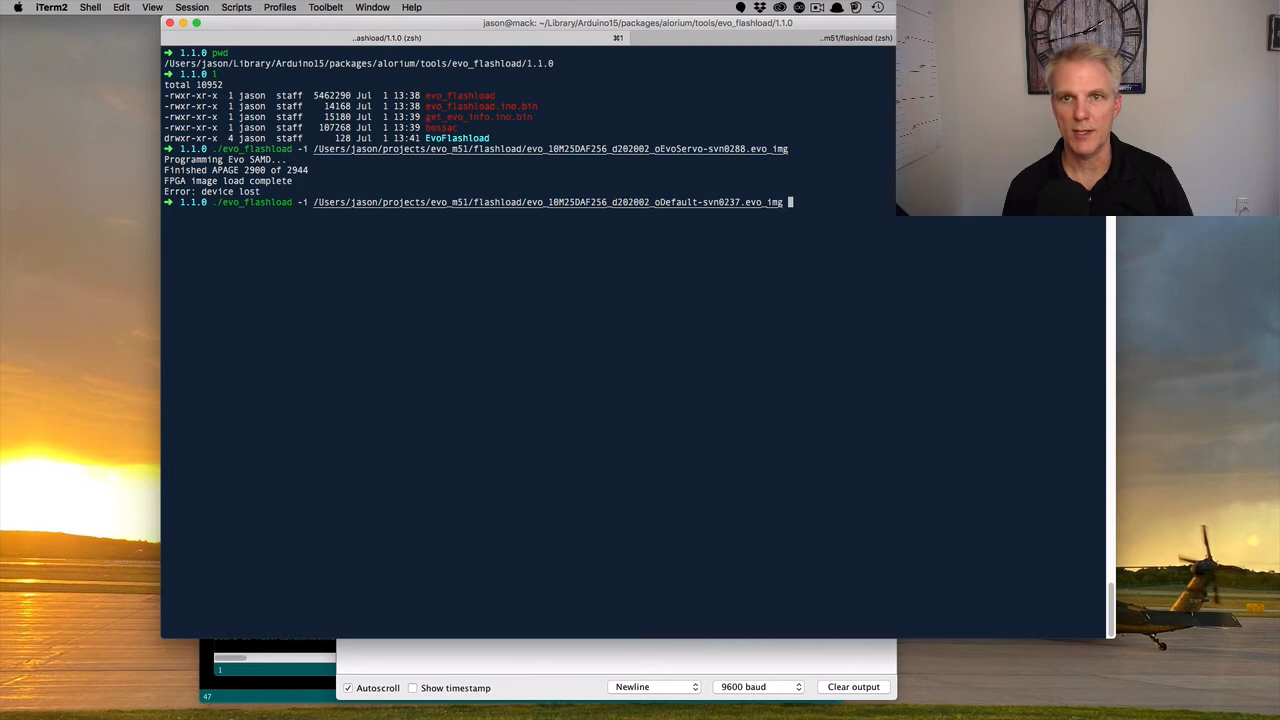 iTerm2 Shell Edit View Session Scripts Profiles Toolbelt Window Help
jason@mack: ~/Library/Arduino15/packages/alorium/tools/evo_flashload/1.1.0
..ashload/1.1.0 (zsh) ⌘1 ..m51/flashload (zsh)
➜ 1.1.0 pwd
/Users/jason/Library/Arduino15/packages/alorium/tools/evo_flashload/1.1.0
➜ 1.1.0 l
total 10952
-rwxr-xr-x 1 jason staff 5462290 Jul 1 13:38 evo_flashload
-rwxr-xr-x 1 jason staff 14168 Jul 1 13:38 evo_flashload.ino.bin
-rwxr-xr-x 1 jason staff 15180 Jul 1 13:39 get_evo_info.ino.bin
-rwxr-xr-x 1 jason staff 107268 Jul 1 13:39 bossac
drwxr-xr-x 4 jason staff 128 Jul 1 13:41 EvoFlashload
➜ 1.1.0 ./evo_flashload -i /Users/jason/projects/evo_m51/flashload/evo_10M25DAF256_d202002_oEvoServo-svn0288.evo_img
Programming Evo SAMD...
Finished APAGE 2900 of 2944
FPGA image load complete
Error: device lost
➜ 1.1.0 ./evo_flashload -i /Users/jason/projects/evo_m51/flashload/evo_10M25DAF256_d202002_oDefault-svn0237.evo_img
1
47
Autoscroll Show timestamp Newline 9600 baud Clear output